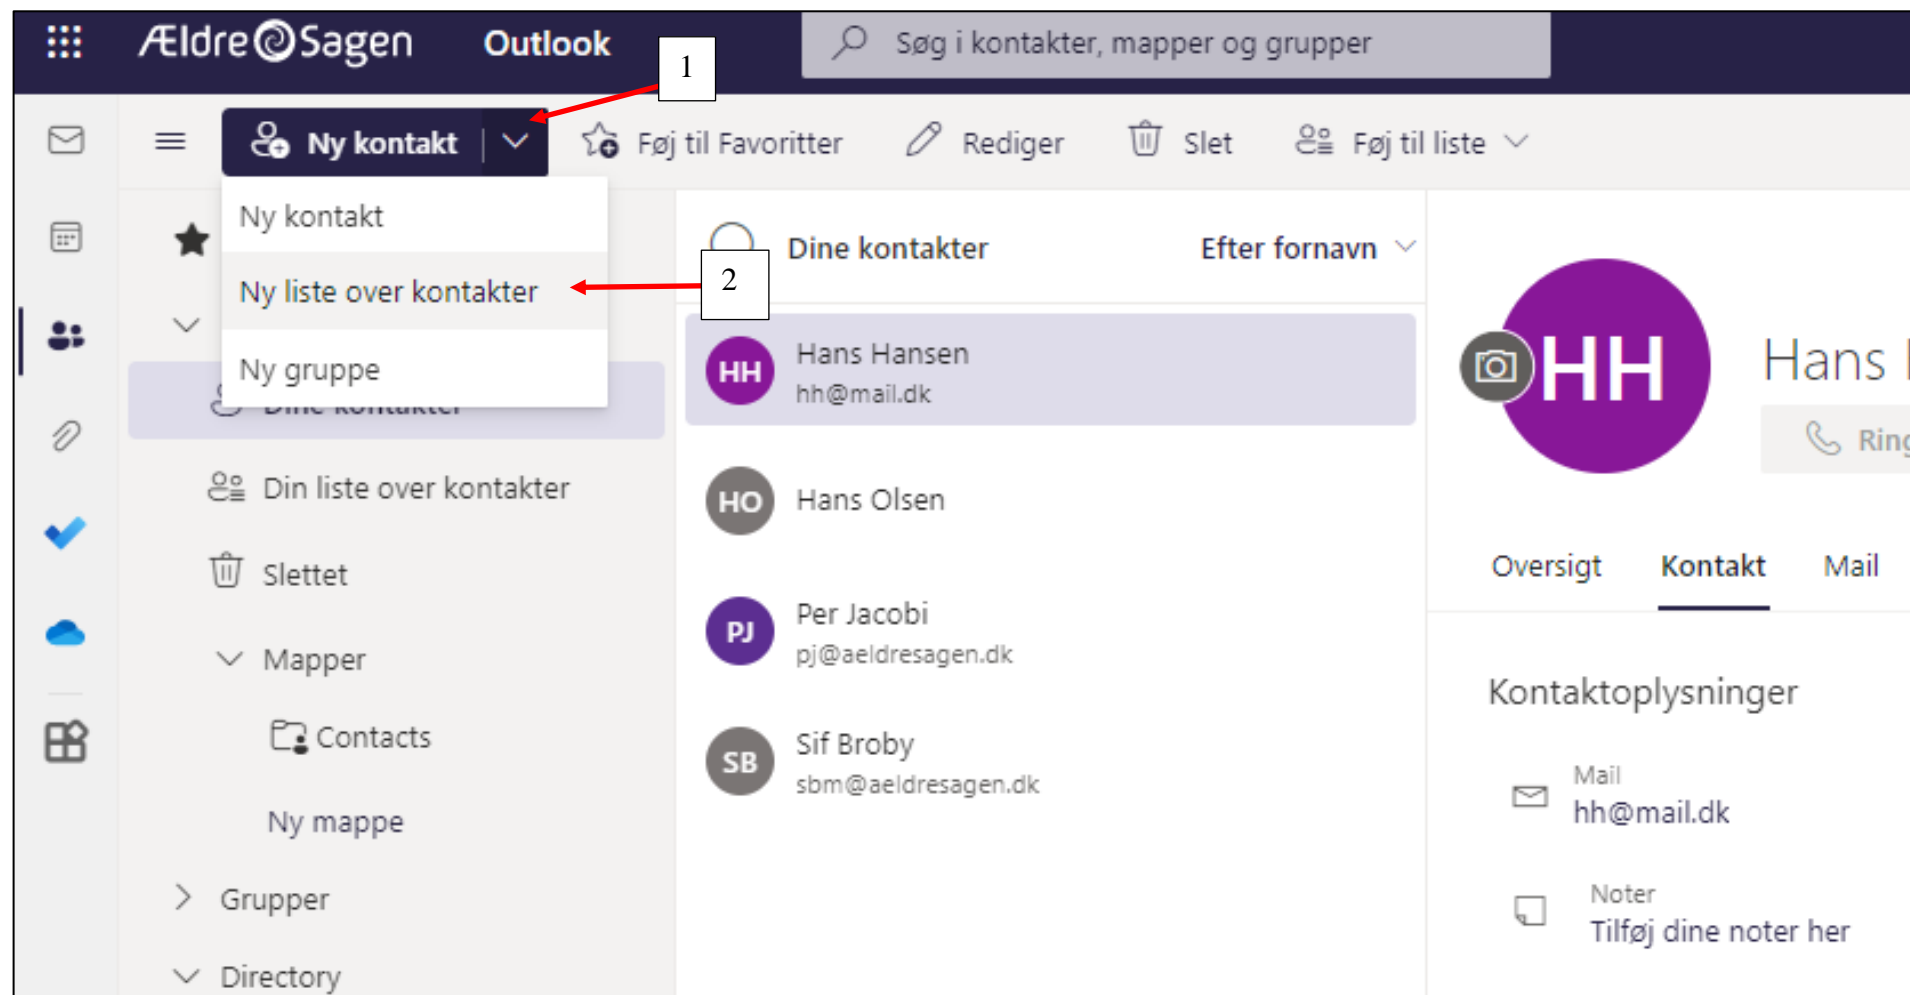 ÆldreSagen Outlook Søg i kontakter, mapper og grupper
1
Ny kontakt Føj til Favoritter Rediger Slet Føj til liste
Ny kontakt
Ny liste over kontakter
Ny gruppe
2
Dine kontakter
Din liste over kontakter
Slettet
Mapper
Contacts
Ny mappe
Grupper
Directory
Dine kontakter Efter fornavn
HH Hans Hansen
hh@mail.dk
HO Hans Olsen
PJ Per Jacobi
pj@aeldresagen.dk
SB Sif Broby
sbm@aeldresagen.dk
HH Hans
Ring
Oversigt Kontakt Mail
Kontaktoplysninger
Mail
hh@mail.dk
Noter
Tilføj dine noter her